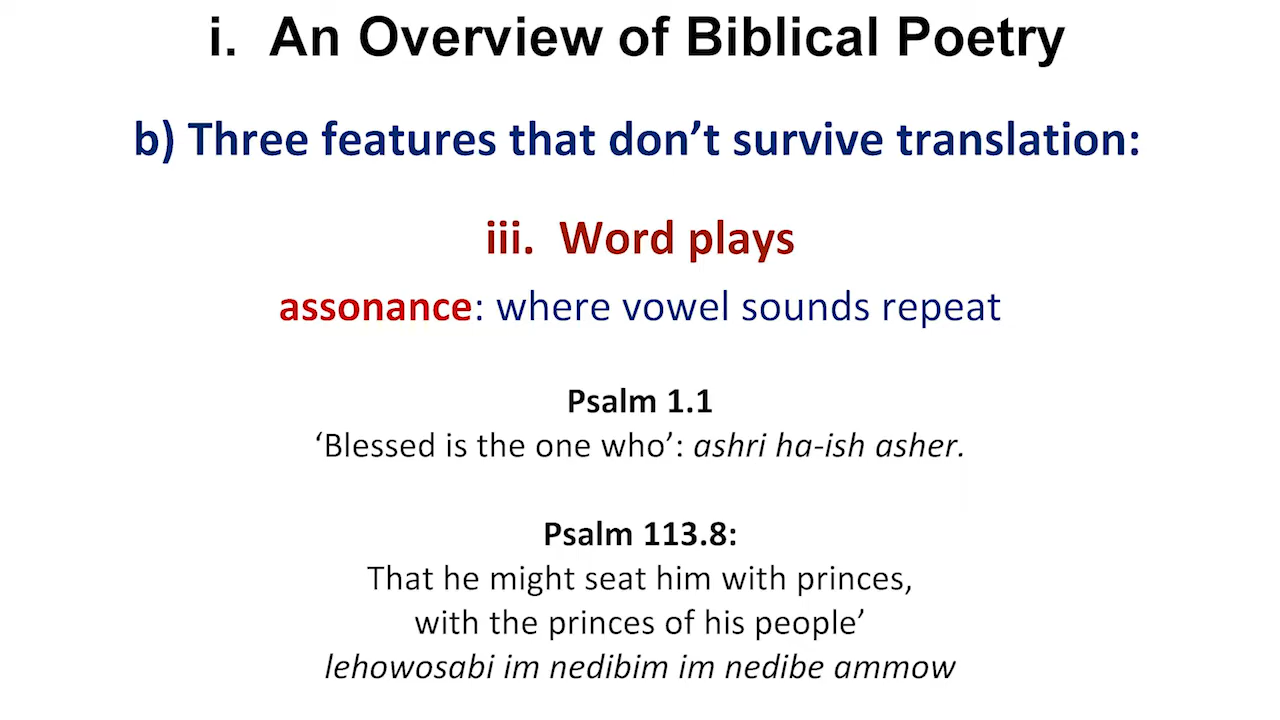 i. An Overview of Biblical Poetry
b) Three features that don’t survive translation:
iii. Word plays
assonance: where vowel sounds repeat
Psalm 1.1
‘Blessed is the one who’: ashri ha-ish asher.
Psalm 113.8:
That he might seat him with princes,
with the princes of his people’
lehowosabi im nedibim im nedibe ammow